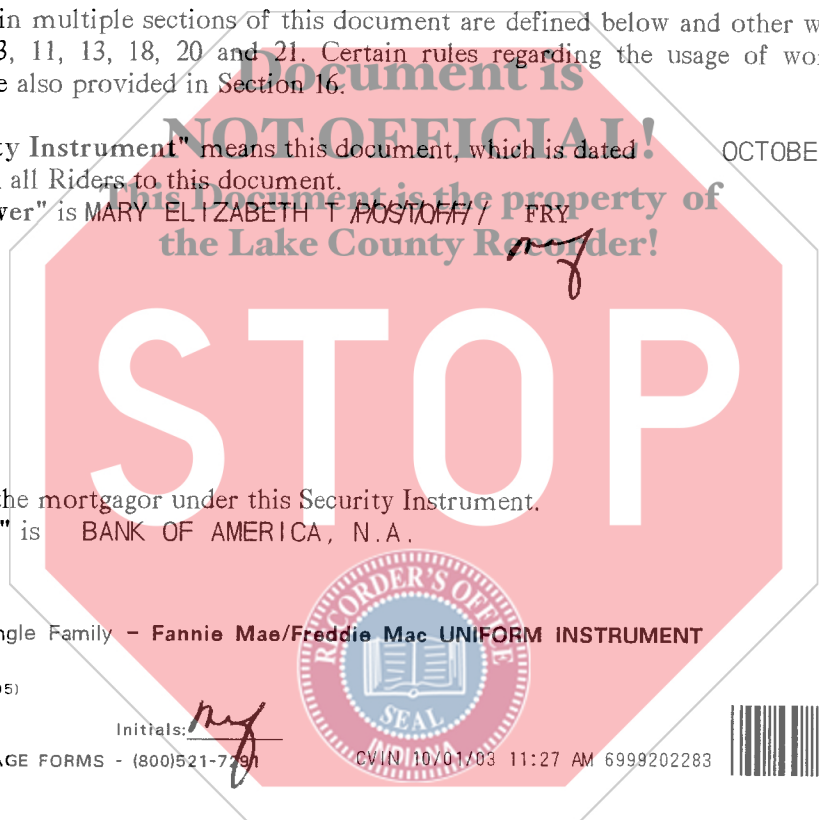 in multiple sections of this document are defined below and other w
3, 11, 13, 18, 20 and 21. Certain rules regarding the usage of wor
e also provided in Section 16.
Document is
NOT OFFICIAL!
ty Instrument" means this document, which is dated OCTOBE
all Riders to this document.
This Document is the property of
ver" is MARY ELIZABETH T POSTOFF FRY
the Lake County Recorder!
STOP
the mortgagor under this Security Instrument.
" is BANK OF AMERICA, N.A.
RECORDER'S OFFICE
SEAL
INDIANA
ngle Family - Fannie Mae/Freddie Mac UNIFORM INSTRUMENT
05)
Initials:
AGE FORMS - (800)521-7291
CVIN 10/01/03 11:27 AM 6999202283